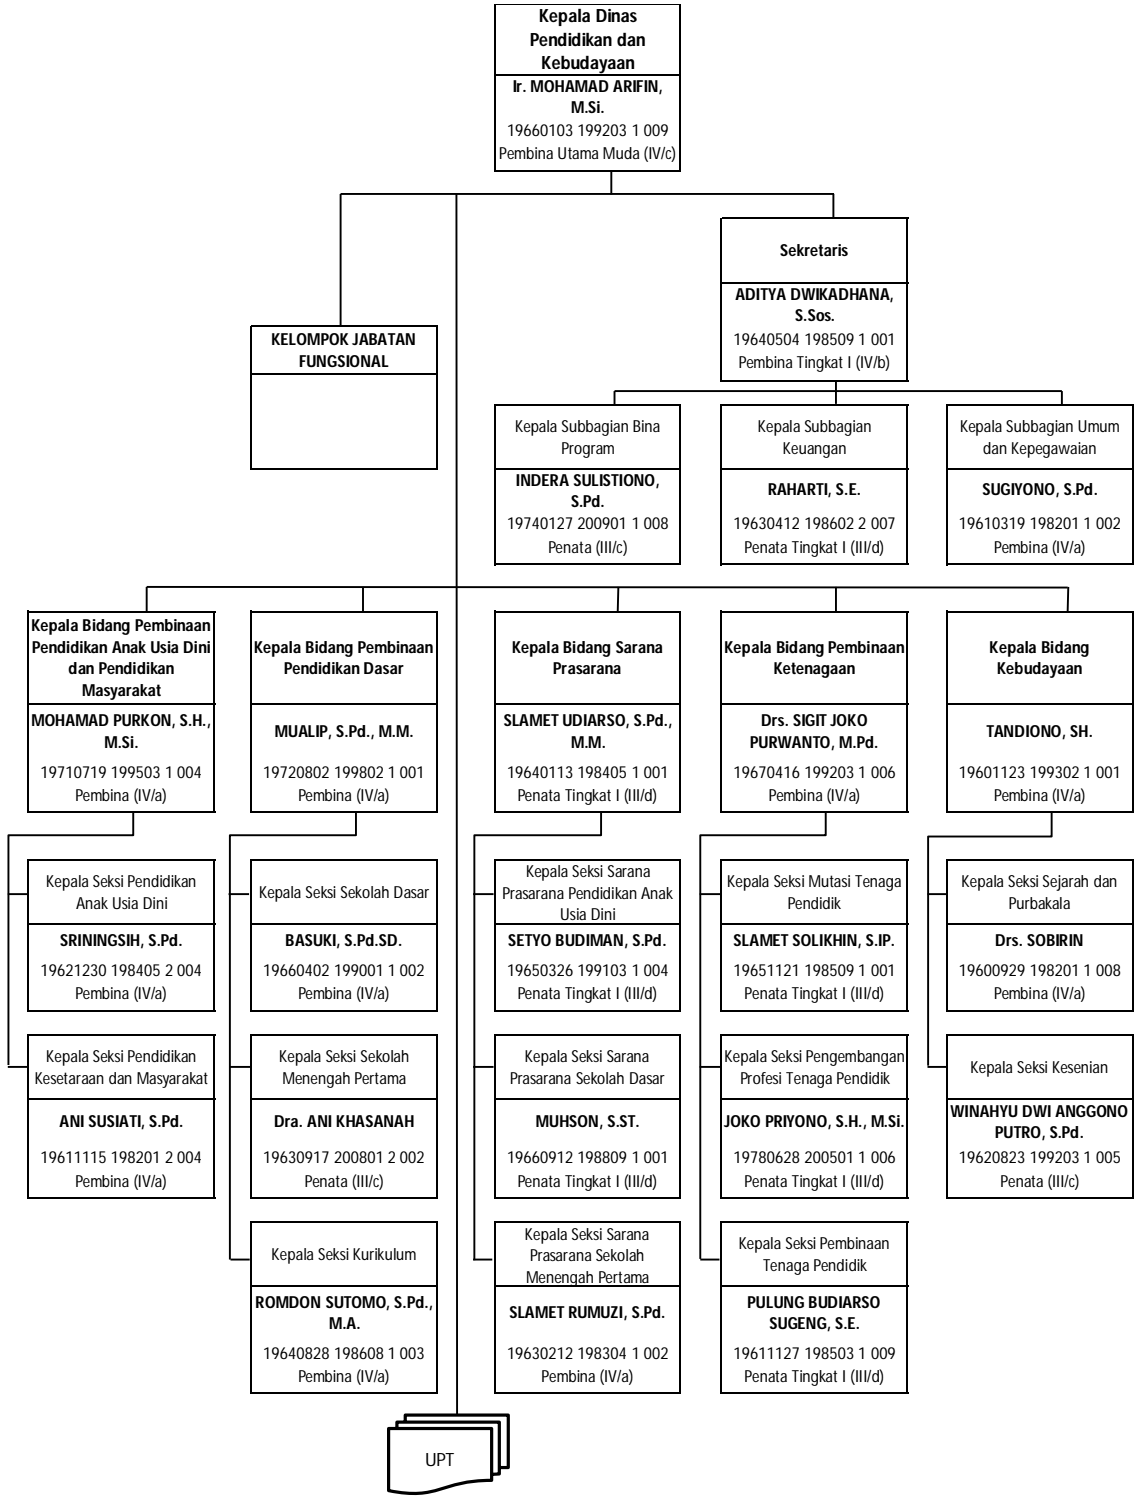 Kepala Dinas
Pendidikan dan
Kebudayaan
Ir. MOHAMAD ARIFIN,
M.Si.
19660103 199203 1 009
Pembina Utama Muda (IV/c)
Sekretaris
ADITYA DWIKADHANA,
S.Sos.
19640504 198509 1 001
Pembina Tingkat I (IV/b)
KELOMPOK JABATAN
FUNGSIONAL
Kepala Subbagian Bina
Program
INDERA SULISTIONO,
S.Pd.
19740127 200901 1 008
Penata (III/c)
Kepala Subbagian
Keuangan
RAHARTI, S.E.
19630412 198602 2 007
Penata Tingkat I (III/d)
Kepala Subbagian Umum
dan Kepegawaian
SUGIYONO, S.Pd.
19610319 198201 1 002
Pembina (IV/a)
Kepala Bidang Pembinaan
Pendidikan Anak Usia Dini
dan Pendidikan
Masyarakat
MOHAMAD PURKON, S.H.,
M.Si.
19710719 199503 1 004
Pembina (IV/a)
Kepala Bidang Pembinaan
Pendidikan Dasar
MUALIP, S.Pd., M.M.
19720802 199802 1 001
Pembina (IV/a)
Kepala Bidang Sarana
Prasarana
SLAMET UDIARSO, S.Pd.,
M.M.
19640113 198405 1 001
Penata Tingkat I (III/d)
Kepala Bidang Pembinaan
Ketenagaan
Drs. SIGIT JOKO
PURWANTO, M.Pd.
19670416 199203 1 006
Pembina (IV/a)
Kepala Bidang
Kebudayaan
TANDIONO, SH.
19601123 199302 1 001
Pembina (IV/a)
Kepala Seksi Pendidikan
Anak Usia Dini
SRININGSIH, S.Pd.
19621230 198405 2 004
Pembina (IV/a)
Kepala Seksi Sekolah Dasar
BASUKI, S.Pd.SD.
19660402 199001 1 002
Pembina (IV/a)
Kepala Seksi Sarana
Prasarana Pendidikan Anak
Usia Dini
SETYO BUDIMAN, S.Pd.
19650326 199103 1 004
Penata Tingkat I (III/d)
Kepala Seksi Mutasi Tenaga
Pendidik
SLAMET SOLIKHIN, S.IP.
19651121 198509 1 001
Penata Tingkat I (III/d)
Kepala Seksi Sejarah dan
Purbakala
Drs. SOBIRIN
19600929 198201 1 008
Pembina (IV/a)
Kepala Seksi Pendidikan
Kesetaraan dan Masyarakat
ANI SUSIATI, S.Pd.
19611115 198201 2 004
Pembina (IV/a)
Kepala Seksi Sekolah
Menengah Pertama
Dra. ANI KHASANAH
19630917 200801 2 002
Penata (III/c)
Kepala Seksi Sarana
Prasarana Sekolah Dasar
MUHSON, S.ST.
19660912 198809 1 001
Penata Tingkat I (III/d)
Kepala Seksi Pengembangan
Profesi Tenaga Pendidik
JOKO PRIYONO, S.H., M.Si.
19780628 200501 1 006
Penata Tingkat I (III/d)
Kepala Seksi Kesenian
WINAHYU DWI ANGGONO
PUTRO, S.Pd.
19620823 199203 1 005
Penata (III/c)
Kepala Seksi Kurikulum
ROMDON SUTOMO, S.Pd.,
M.A.
19640828 198608 1 003
Pembina (IV/a)
Kepala Seksi Sarana
Prasarana Sekolah
Menengah Pertama
SLAMET RUMUZI, S.Pd.
19630212 198304 1 002
Pembina (IV/a)
Kepala Seksi Pembinaan
Tenaga Pendidik
PULUNG BUDIARSO
SUGENG, S.E.
19611127 198503 1 009
Penata Tingkat I (III/d)
UPT